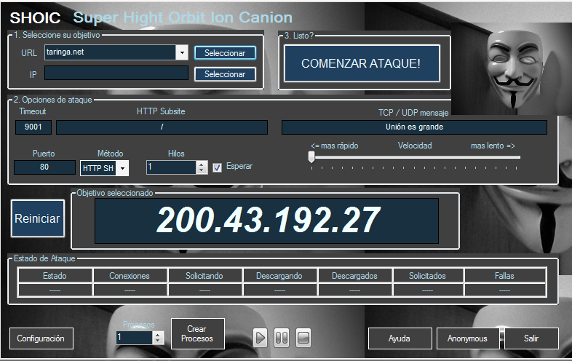 SHOIC Super Hight Orbit Ion Canion
1. Seleccione su objetivo
URL taringa.net Seleccionar
IP Seleccionar
3. Listo?
COMENZAR ATAQUE!
2. Opciones de ataque
Timeout HTTP Subsite TCP / UDP mensaje
9001 / Unión es grande
<= mas rápido Velocidad mas lento =>
Puerto Método Hilos
80 HTTP SH 1 Esperar
Reiniciar
Objetivo seleccionado
200.43.192.27
Estado de Ataque
Estado Conexiones Solicitando Descargando Descargados Solicitados Fallas
---- ---- ---- ---- ---- ---- ----
Configuración
Procesos
1
Crear
Procesos
Ayuda Anonymous Salir